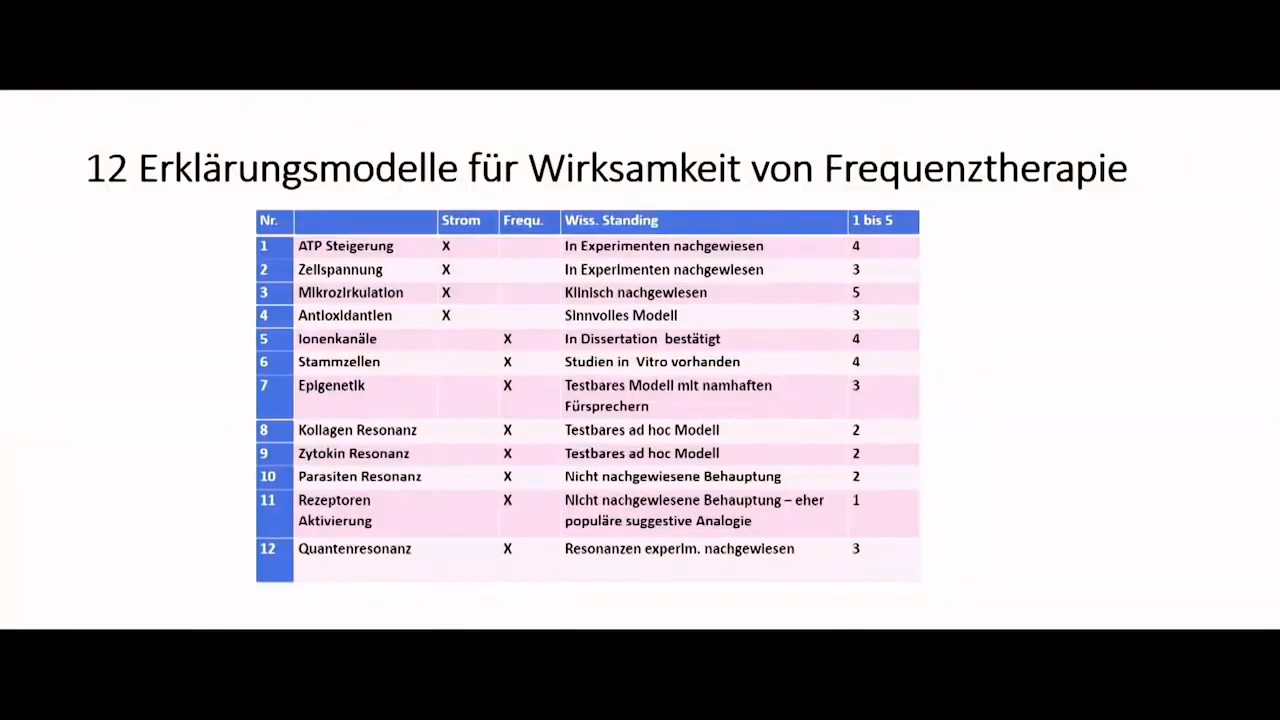 12 Erklärungsmodelle für Wirksamkeit von Frequenztherapie
Nr. Strom Frequ. Wiss. Standing 1 bis 5
1 ATP Steigerung X In Experimenten nachgewiesen 4
2 Zellspannung X In Experimenten nachgewiesen 3
3 Mikrozirkulation X Klinisch nachgewiesen 5
4 Antioxidantien X Sinnvolles Modell 3
5 Ionenkanäle X In Dissertation bestätigt 4
6 Stammzellen X Studien in Vitro vorhanden 4
7 Epigenetik X Testbares Modell mit namhaften 3
Fürsprechern
8 Kollagen Resonanz X Testbares ad hoc Modell 2
9 Zytokin Resonanz X Testbares ad hoc Modell 2
10 Parasiten Resonanz X Nicht nachgewiesene Behauptung 2
11 Rezeptoren X Nicht nachgewiesene Behauptung – eher 1
Aktivierung populäre suggestive Analogie
12 Quantenresonanz X Resonanzen experim. nachgewiesen 3